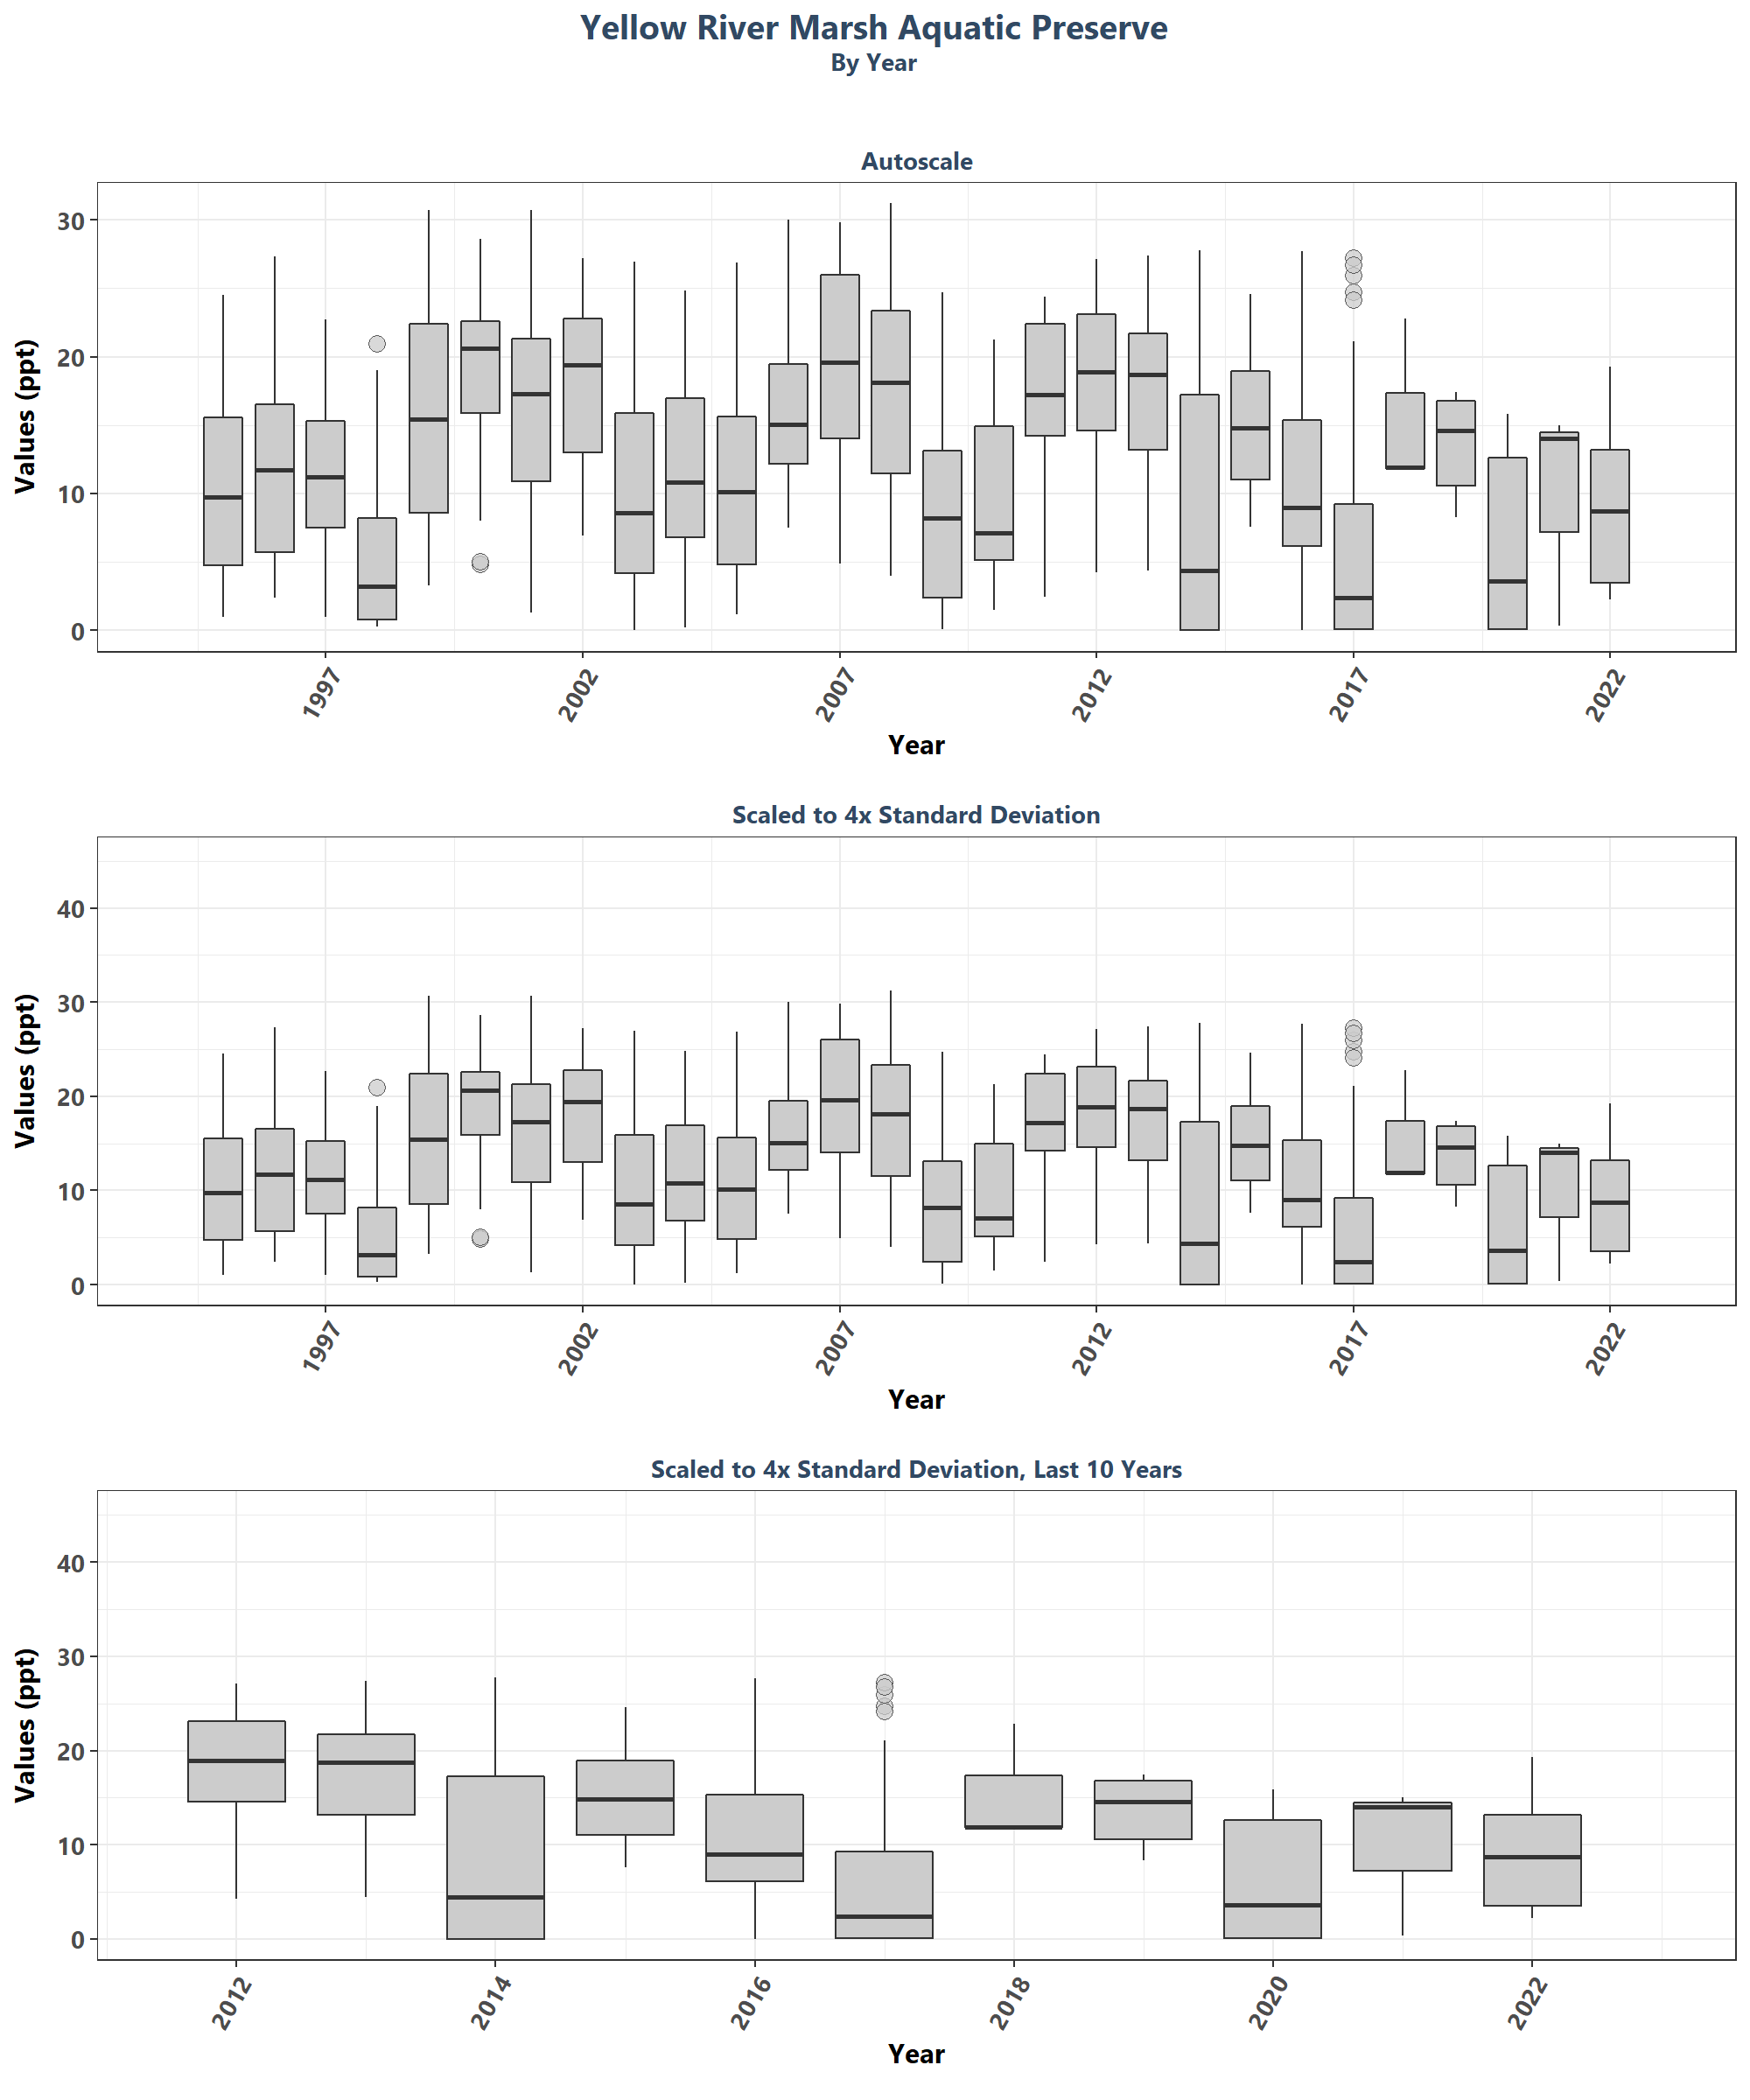 Yellow River Marsh Aquatic Preserve
By Year
Autoscale
Values (ppt)
30
20
10
0
1997
2002
2007
2012
2017
2022
Year
Scaled to 4x Standard Deviation
Values (ppt)
40
30
20
10
0
1997
2002
2007
2012
2017
2022
Year
Scaled to 4x Standard Deviation, Last 10 Years
Values (ppt)
40
30
20
10
0
2012
2014
2016
2018
2020
2022
Year